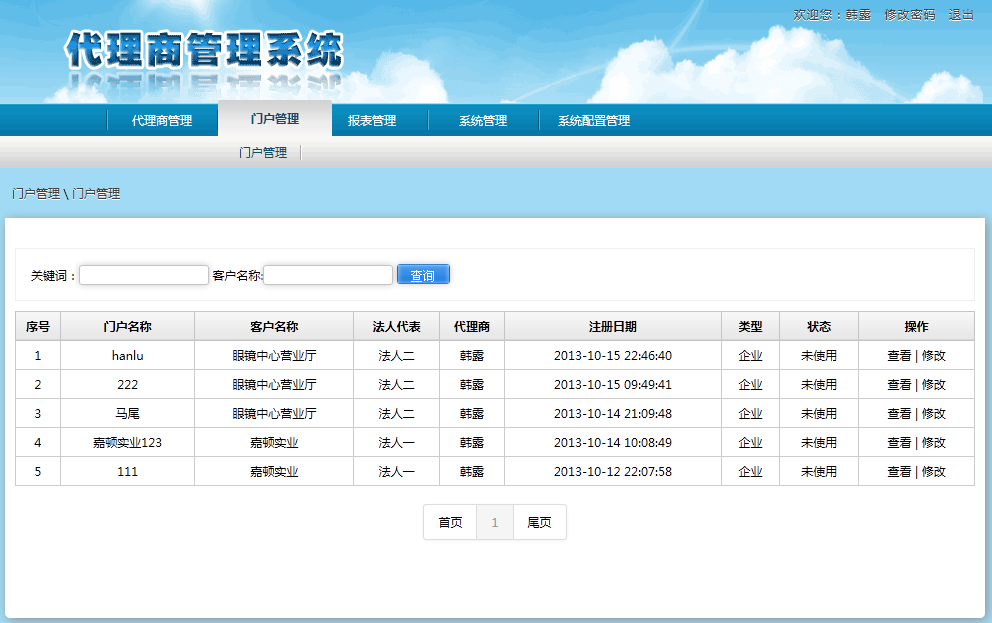 欢迎您：韩露 修改密码 退出
代理商管理系统
代理商管理 门户管理 报表管理 系统管理 系统配置管理
门户管理
门户管理 \ 门户管理
关键词： 客户名称: 查询
序号 门户名称 客户名称 法人代表 代理商 注册日期 类型 状态 操作
1 hanlu 眼镜中心营业厅 法人二 韩露 2013-10-15 22:46:40 企业 未使用 查看 | 修改
2 222 眼镜中心营业厅 法人二 韩露 2013-10-15 09:49:41 企业 未使用 查看 | 修改
3 马尾 眼镜中心营业厅 法人二 韩露 2013-10-14 21:09:48 企业 未使用 查看 | 修改
4 嘉顿实业123 嘉顿实业 法人一 韩露 2013-10-14 10:08:49 企业 未使用 查看 | 修改
5 111 嘉顿实业 法人一 韩露 2013-10-12 22:07:58 企业 未使用 查看 | 修改
首页 1 尾页